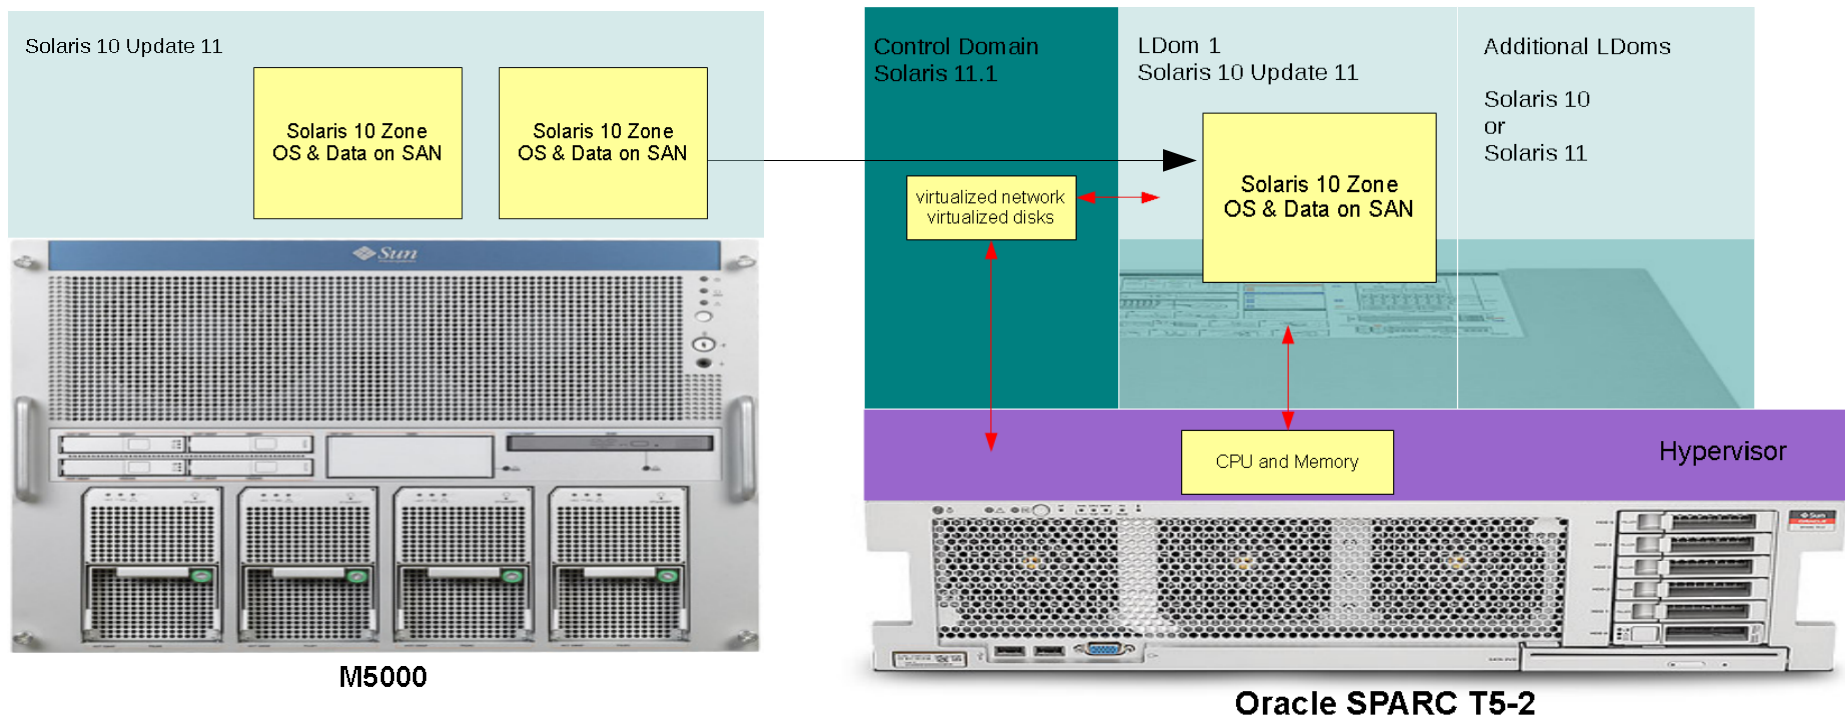 Solaris 10 Update 11
Solaris 10 Zone
OS & Data on SAN
Solaris 10 Zone
OS & Data on SAN
Sun
M5000
Control Domain
Solaris 11.1
virtualized network
virtualized disks
LDom 1
Solaris 10 Update 11
Solaris 10 Zone
OS & Data on SAN
Additional LDoms
Solaris 10
or
Solaris 11
CPU and Memory
Hypervisor
Sun
Oracle SPARC T5-2